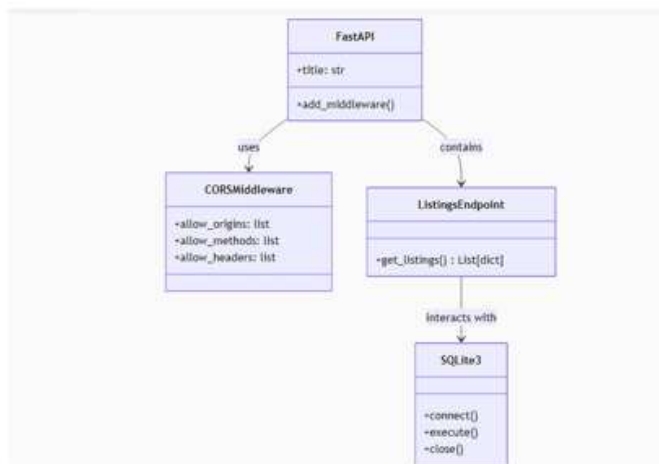 FastAPI
+title: str
+add_middleware()
uses
contains
CORSMiddleware
+allow_origins: list
+allow_methods: list
+allow_headers: list
ListingsEndpoint
+get_listings() : List[dict]
interacts with
SQLite3
+connect()
+execute()
+close()